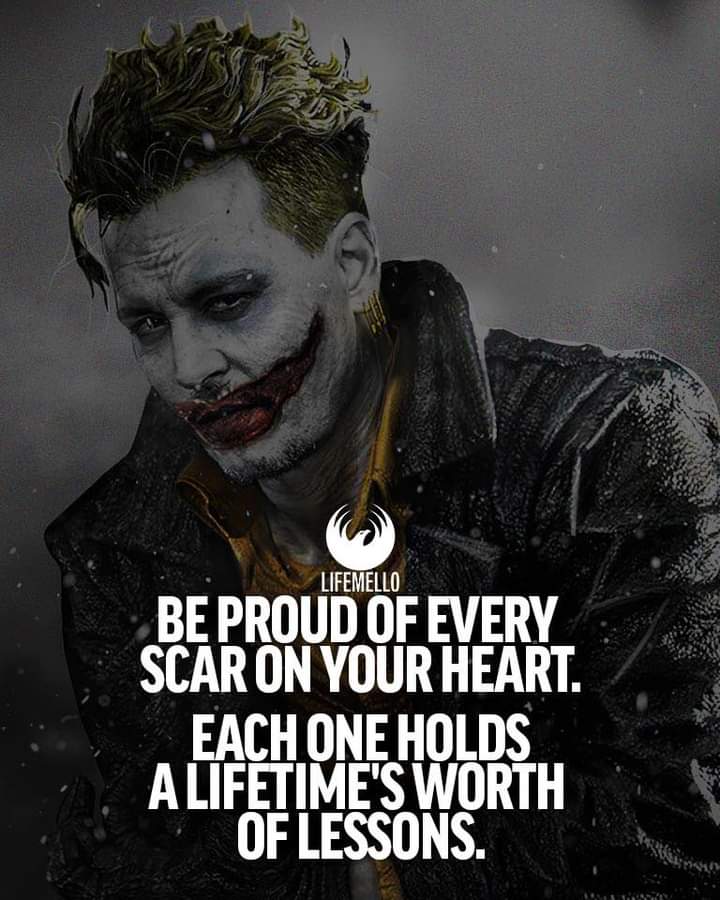 LIFEMELLO
BE PROUD OF EVERY
SCAR ON YOUR HEART.
EACH ONE HOLDS
A LIFETIME'S WORTH
OF LESSONS.